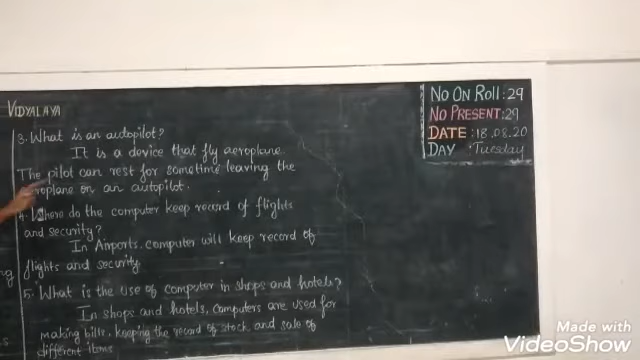 VIDYALAYA
3. What is an autopilot?
It is a device that fly aeroplane.
The pilot can rest for sometime leaving the
aeroplane on an autopilot.
4. Where do the computer keep record of flights
and security?
In Airports, computer will keep record of
flights and security
5. What is the use of computer in shops and hotels?
In shops and hotels, computers are used for
making bills, keeping the record of stock and sale of
different items
No On Roll:29
No PRESENT:29
DATE :18.08.20
DAY :Tuesday
Made with
VideoShow